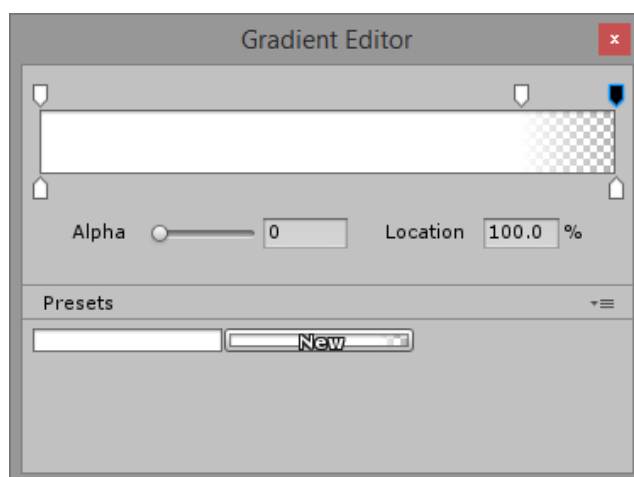 Gradient Editor
x
Alpha 0 Location 100.0 %
Presets
New